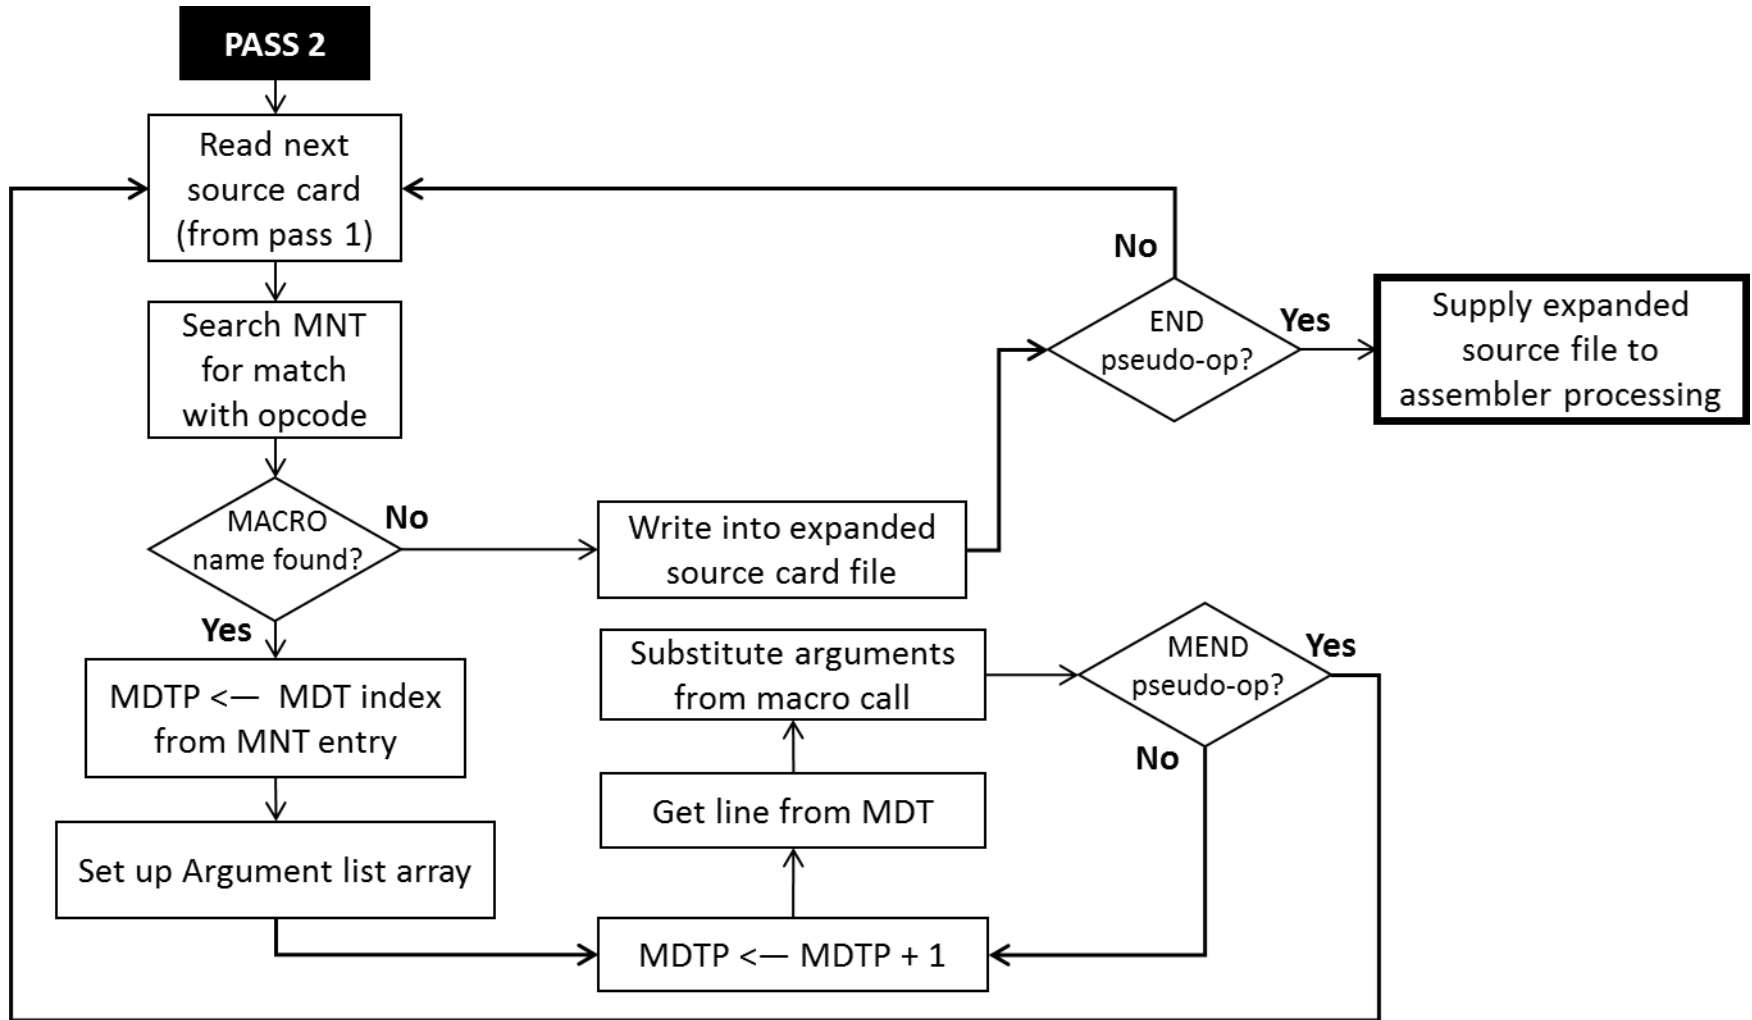 PASS 2
Read next
source card
(from pass 1)
Search MNT
for match
with opcode
MACRO
name found?
No
Yes
Write into expanded
source card file
END
pseudo-op?
No
Yes
Supply expanded
source file to
assembler processing
MDTP <— MDT index
from MNT entry
Set up Argument list array
MDTP <— MDTP + 1
Get line from MDT
Substitute arguments
from macro call
MEND
pseudo-op?
Yes
No